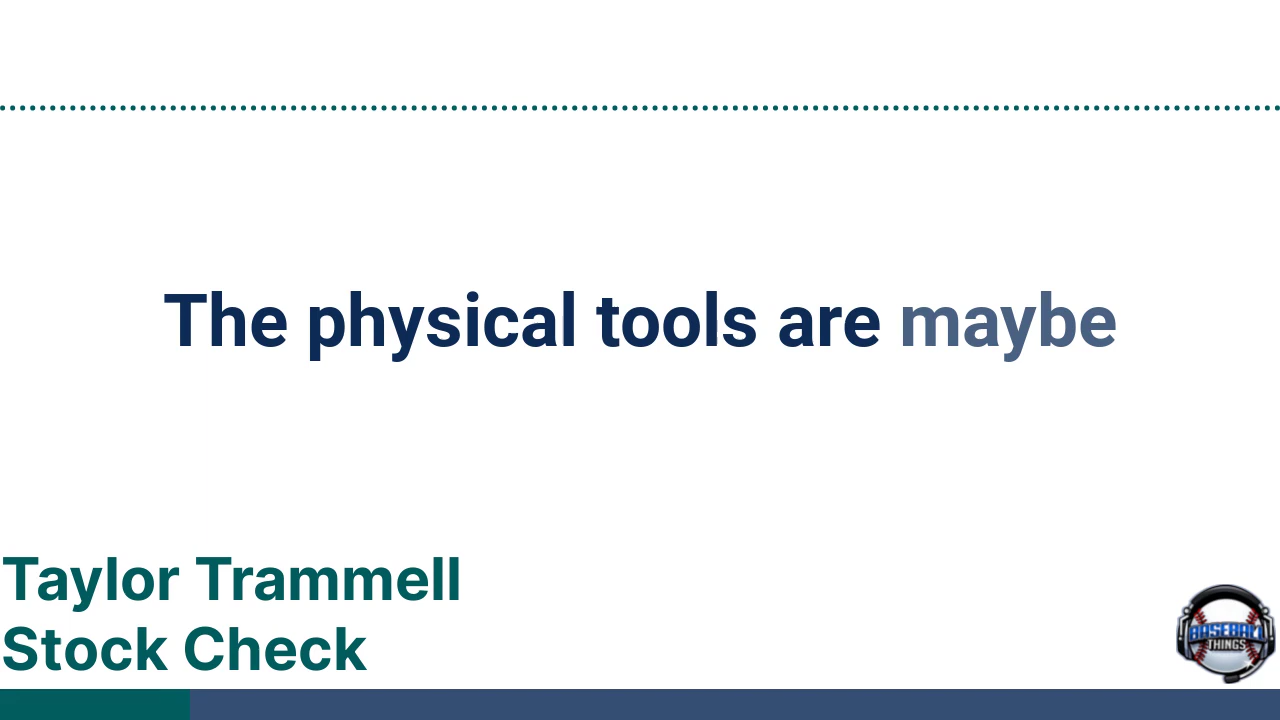 The physical tools are maybe
Taylor Trammell
Stock Check
BASEBALL
THINGS